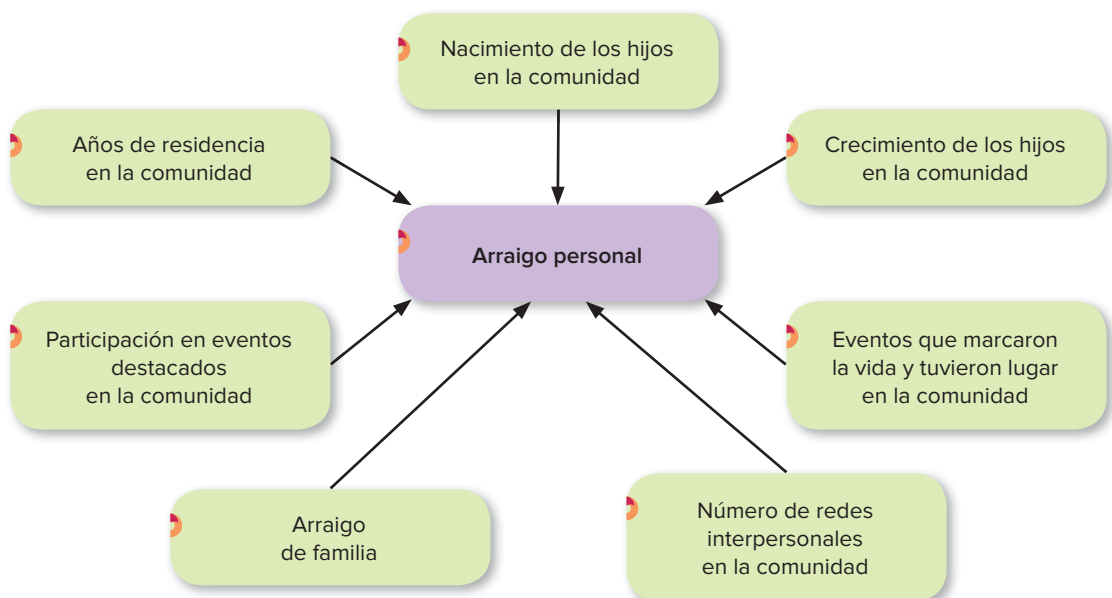 Nacimiento de los hijos
en la comunidad
Años de residencia
en la comunidad
Crecimiento de los hijos
en la comunidad
Arraigo personal
Participación en eventos
destacados
en la comunidad
Eventos que marcaron
la vida y tuvieron lugar
en la comunidad
Arraigo
de familia
Número de redes
interpersonales
en la comunidad